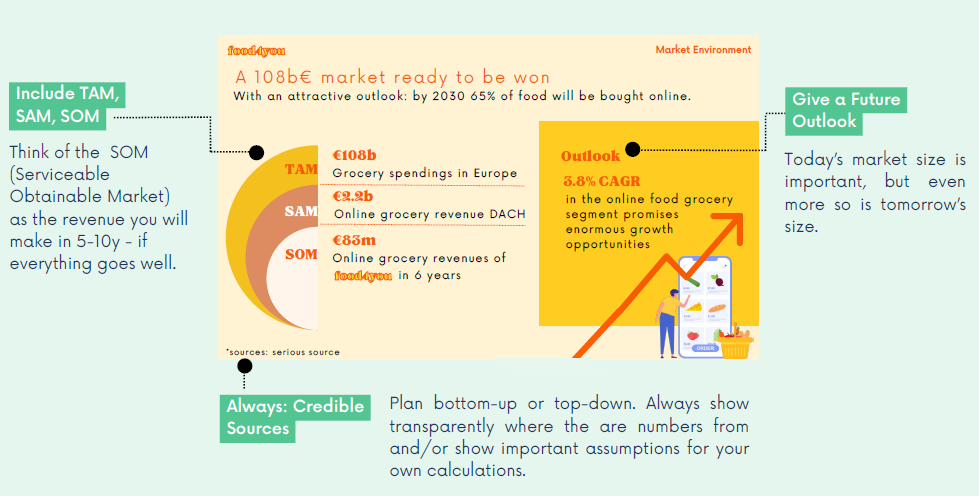 food4you
Market Environment
A 108b€ market ready to be won
With an attractive outlook: by 2030 65% of food will be bought online.
Include TAM,
SAM, SOM
Think of the SOM
(Serviceable
Obtainable Market)
as the revenue you will
make in 5-10y - if
everything goes well.
TAM
€108b
Grocery spendings in Europe
SAM
€2,2b
Online grocery revenue DACH
SOM
€83m
Online grocery revenues of
food4you in 6 years
Outlook
3.8% CAGR
in the online food grocery
segment promises
enormous growth
opportunities
ORDER
Give a Future
Outlook
Today's market size is
important, but even
more so is tomorrow's
size.
*sources: serious source
Always: Credible
Sources
Plan bottom-up or top-down. Always show
transparently where the are numbers from
and/or show important assumptions for your
own calculations.